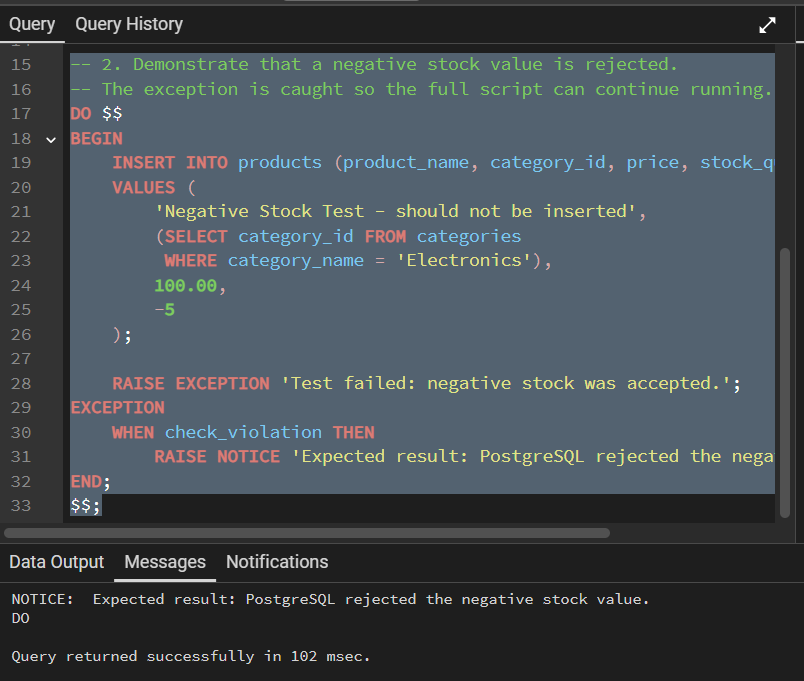 Query Query History
15 -- 2. Demonstrate that a negative stock value is rejected.
16 -- The exception is caught so the full script can continue running.
17 DO $$
18 BEGIN
19 INSERT INTO products (product_name, category_id, price, stock_q
20 VALUES (
21 'Negative Stock Test - should not be inserted',
22 (SELECT category_id FROM categories
23 WHERE category_name = 'Electronics'),
24 100.00,
25 -5
26 );
27
28 RAISE EXCEPTION 'Test failed: negative stock was accepted.';
29 EXCEPTION
30 WHEN check_violation THEN
31 RAISE NOTICE 'Expected result: PostgreSQL rejected the nega
32 END;
33 $$;
Data Output Messages Notifications
NOTICE: Expected result: PostgreSQL rejected the negative stock value.
DO
Query returned successfully in 102 msec.